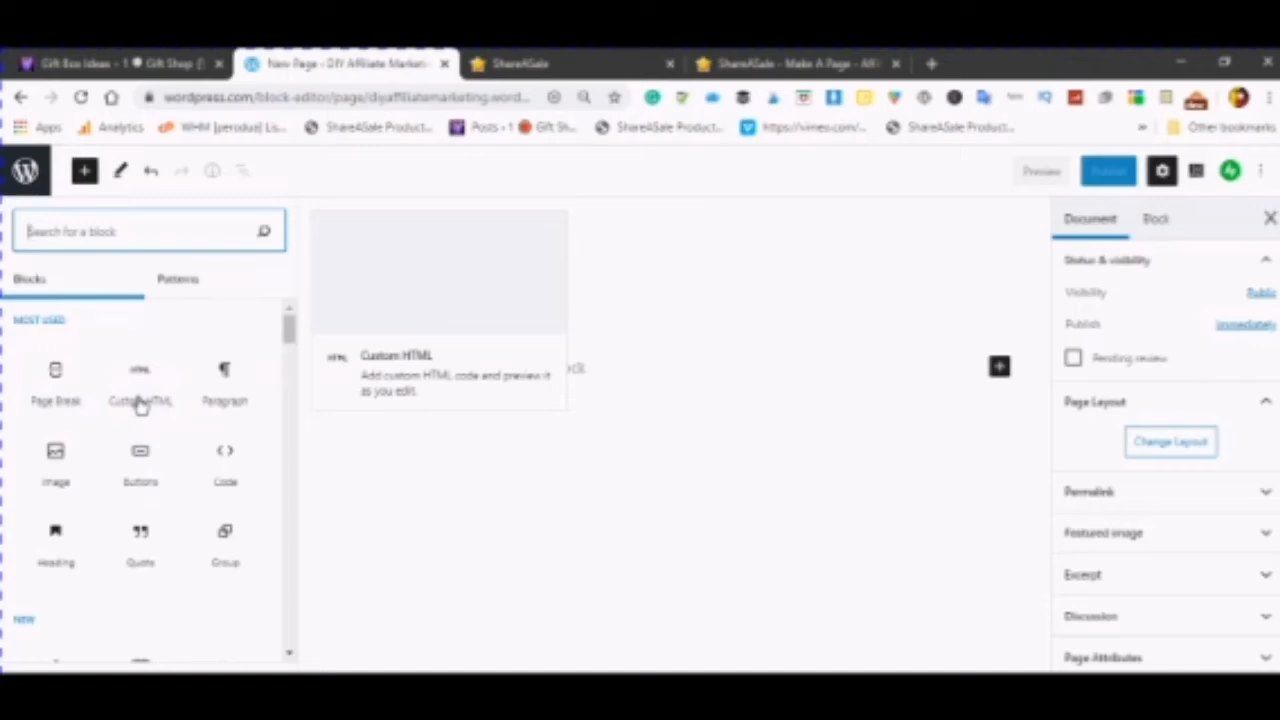 Gift Box Ideas - 1 Gift Shop
New Page - DIY Affiliate Market
ShareASale
ShareASale - Make A Page - Aff
wordpress.com/block-editor/page/diyaffiliatemarketing.word...
Apps
Analytics
WHM [perodua] Lis...
ShareASale Product...
Posts ‹ 1 Gift Sh...
ShareASale Product...
https://vimeo.com/...
ShareASale Product...
»
Other bookmarks
Preview
Publish
Search for a block
Document
Block
Blocks
Patterns
Status & visibility
Visibility
Public
Publish
Immediately
Pending review
MOST USED
HTML
Page Break
Custom HTML
Paragraph
Image
Buttons
Code
Heading
Quote
Group
NEW
HTML
Custom HTML
Add custom HTML code and preview it
as you edit.
Page Layout
Change Layout
Permalink
Featured image
Excerpt
Discussion
Page Attributes